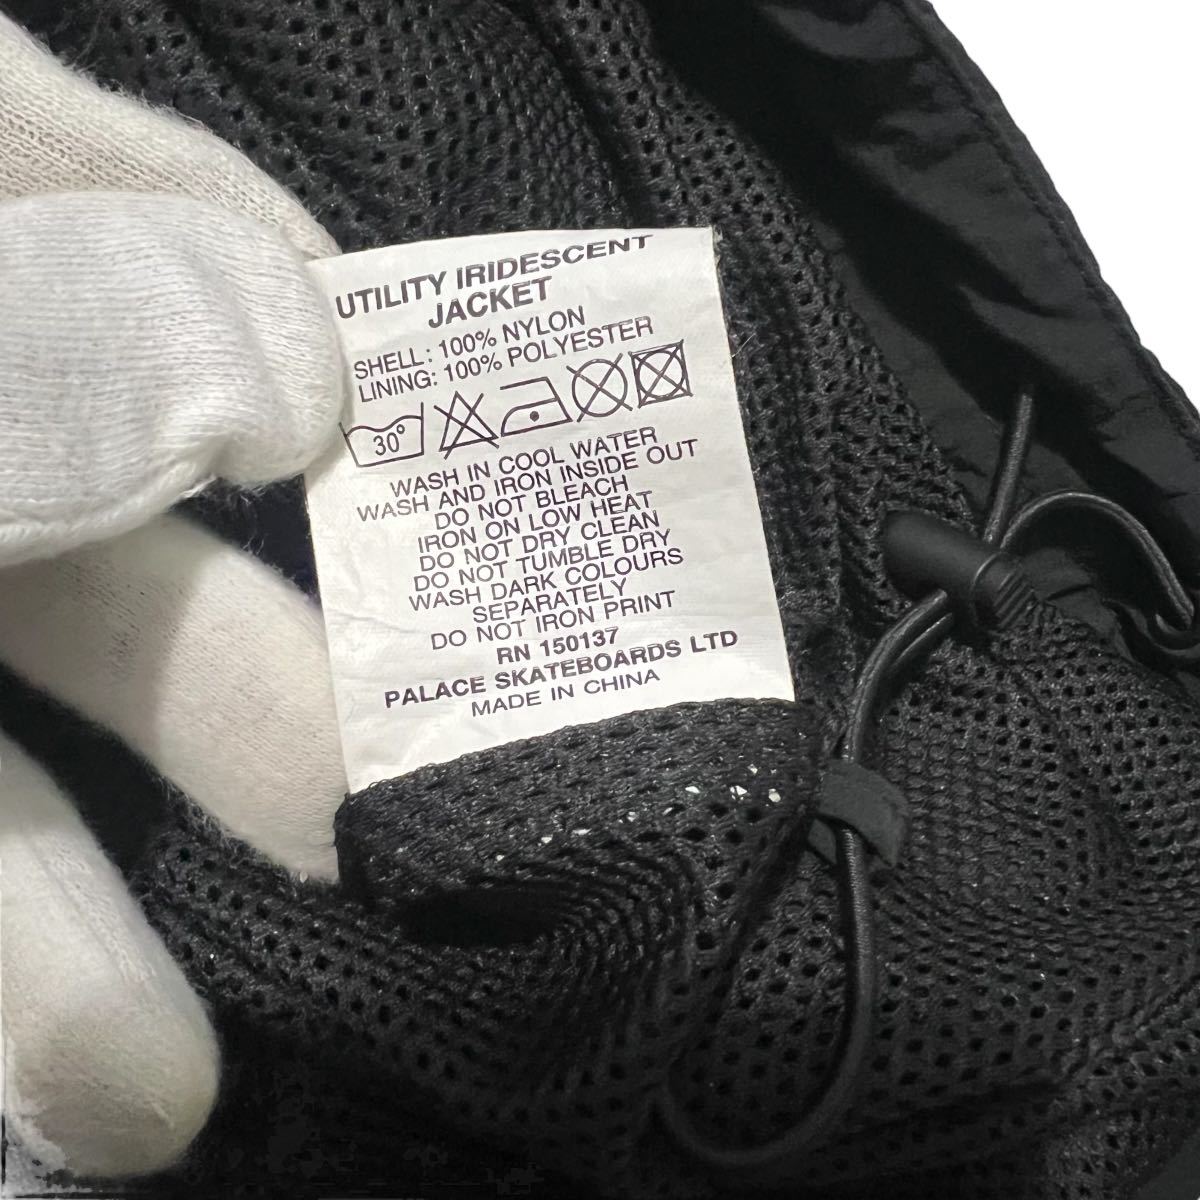 UTILITY IRIDESCENT
JACKET
SHELL: 100% NYLON
LINING: 100% POLYESTER
30°
WASH IN COOL WATER
WASH AND IRON INSIDE OUT
DO NOT BLEACH
IRON ON LOW HEAT
DO NOT DRY CLEAN
DO NOT TUMBLE DRY
WASH DARK COLOURS
SEPARATELY
DO NOT IRON PRINT
RN 150137
PALACE SKATEBOARDS LTD
MADE IN CHINA